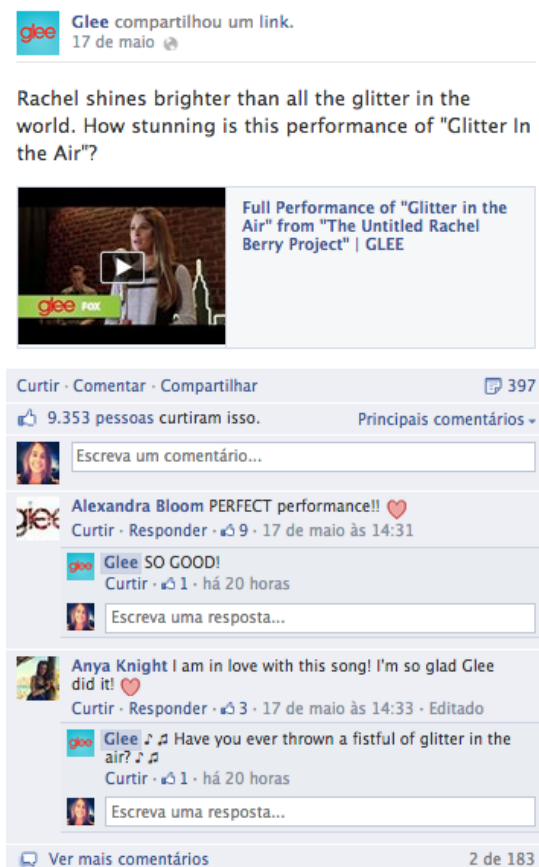 glee
Glee compartilhou um link.
17 de maio
Rachel shines brighter than all the glitter in the
world. How stunning is this performance of "Glitter In
the Air"?
glee FOX
Full Performance of "Glitter in the
Air" from "The Untitled Rachel
Berry Project" | GLEE
Curtir · Comentar · Compartilhar 397
9.353 pessoas curtiram isso. Principais comentários
Escreva um comentário...
glee
Alexandra Bloom PERFECT performance!!
Curtir · Responder · 9 · 17 de maio às 14:31
glee
Glee SO GOOD!
Curtir · 1 · há 20 horas
Escreva uma resposta...
Anya Knight I am in love with this song! I'm so glad Glee
did it!
Curtir · Responder · 3 · 17 de maio às 14:33 · Editado
glee
Glee ♪ ♫ Have you ever thrown a fistful of glitter in the
air? ♪ ♫
Curtir · 1 · há 20 horas
Escreva uma resposta...
Ver mais comentários 2 de 183